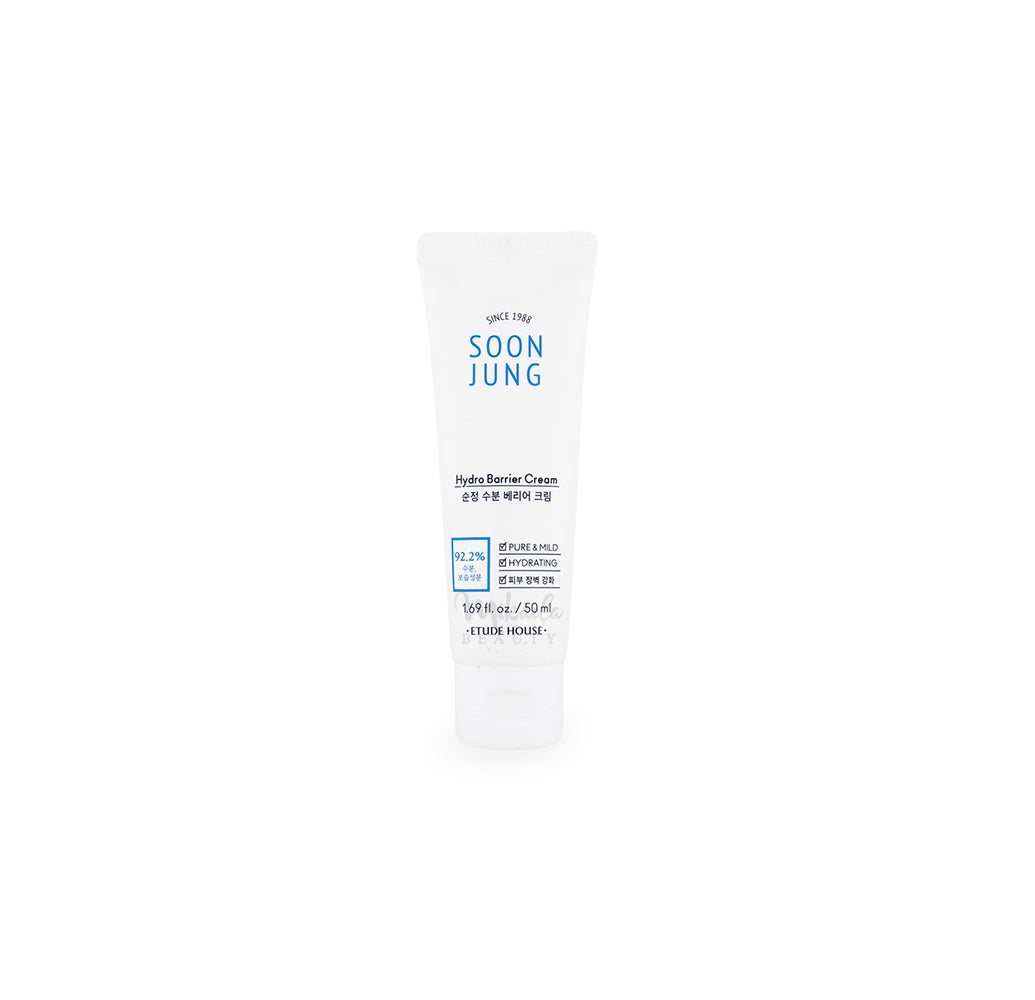 SINCE 1988
SOON
JUNG
Hydro Barrier Cream
순정 수분 베리어 크림
92.2%
수분,
보습성분
PURE & MILD
HYDRATING
피부 장벽 강화
1.69 fl. oz. / 50 ml
Mikaela
·ETUDE HOUSE·
BEAUTY